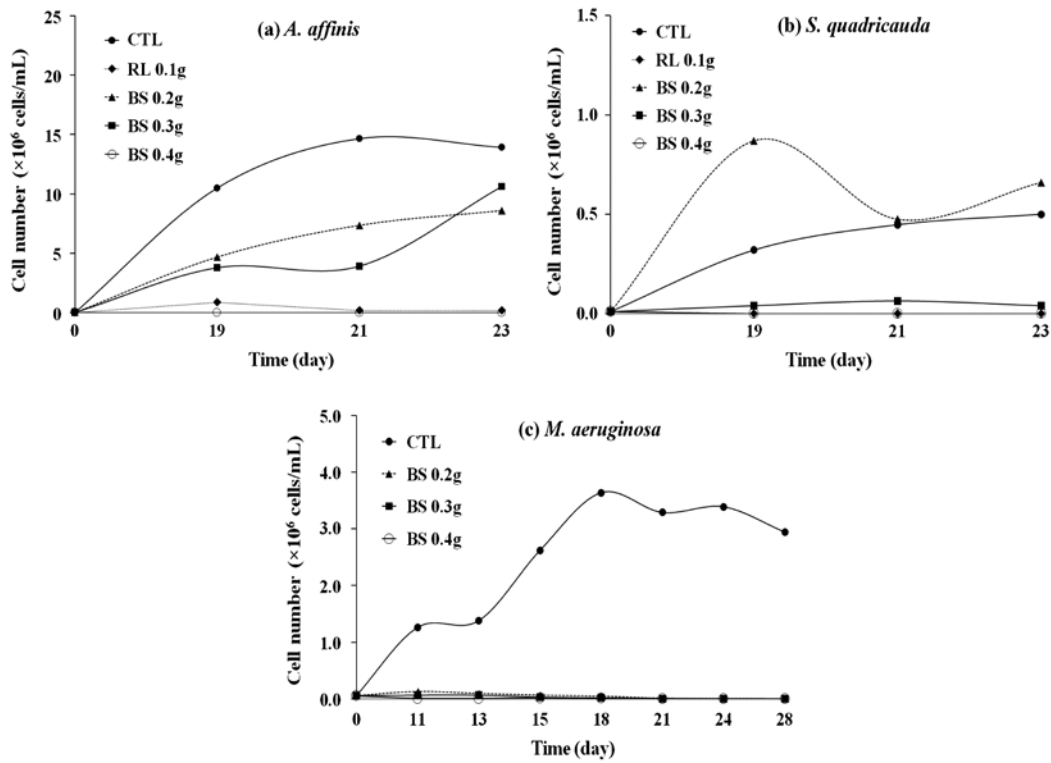 (a) A. affinis
Cell number (×10⁶ cells/mL)
25
20
15
10
5
0
CTL
RL 0.1g
BS 0.2g
BS 0.3g
BS 0.4g
0 19 21 23
Time (day)
(b) S. quadricauda
Cell number (×10⁶ cells/mL)
1.5
1.0
0.5
0.0
CTL
RL 0.1g
BS 0.2g
BS 0.3g
BS 0.4g
0 19 21 23
Time (day)
(c) M. aeruginosa
Cell number (×10⁶ cells/mL)
5.0
4.0
3.0
2.0
1.0
0.0
CTL
BS 0.2g
BS 0.3g
BS 0.4g
0 11 13 15 18 21 24 28
Time (day)